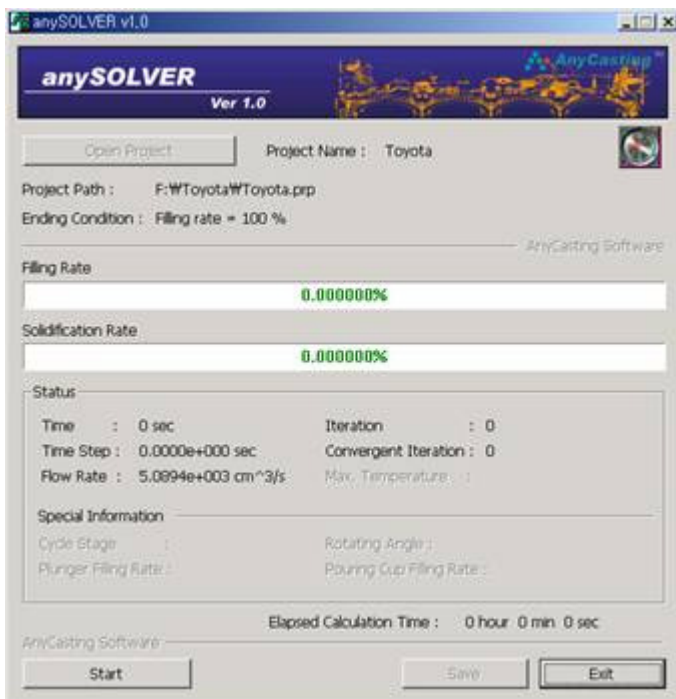 anySOLVER v1.0
anySOLVER
Ver 1.0
AnyCasting™
Open Project
Project Name : Toyota
Project Path : F:₩Toyota₩Toyota.prp
Ending Condition : Filling rate = 100 %
AnyCasting Software
Filling Rate
0.000000%
Solidification Rate
0.000000%
Status
Time : 0 sec
Iteration : 0
Time Step : 0.0000e+000 sec
Convergent Iteration : 0
Flow Rate : 5.0894e+003 cm^3/s
Max. Temperature :
Special Information
Cycle Stage :
Rotating Angle :
Plunger Filling Rate :
Pouring Cup Filling Rate :
Elapsed Calculation Time : 0 hour 0 min 0 sec
AnyCasting Software
Start
Save
Exit